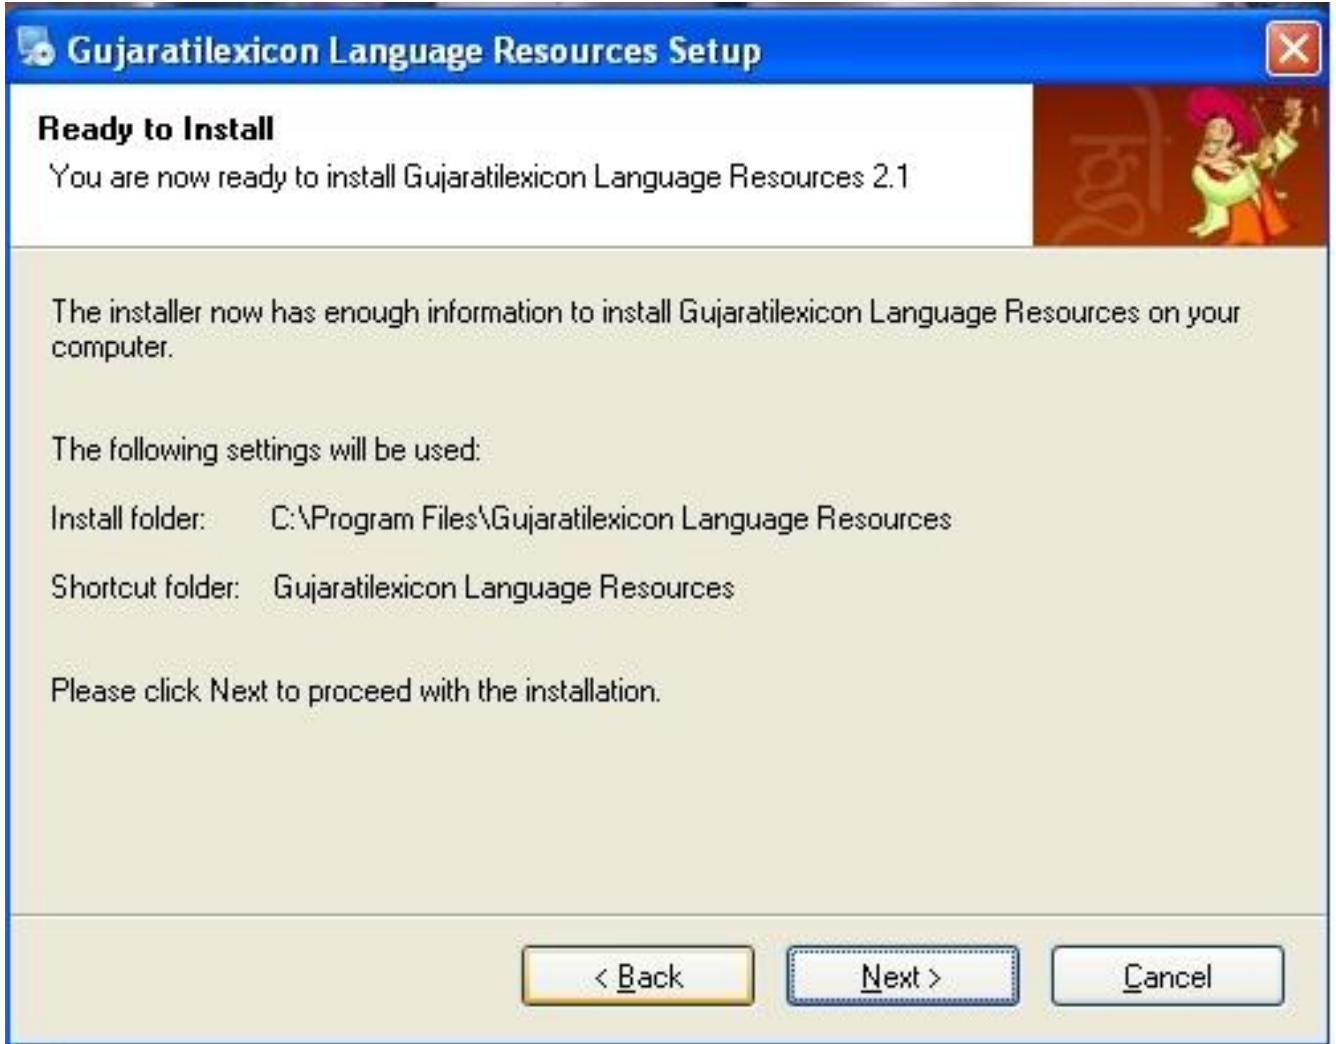 Gujaratilexicon Language Resources Setup
Ready to Install
You are now ready to install Gujaratilexicon Language Resources 2.1
The installer now has enough information to install Gujaratilexicon Language Resources on your
computer.
The following settings will be used:
Install folder: C:\Program Files\Gujaratilexicon Language Resources
Shortcut folder: Gujaratilexicon Language Resources
Please click Next to proceed with the installation.
< Back Next > Cancel